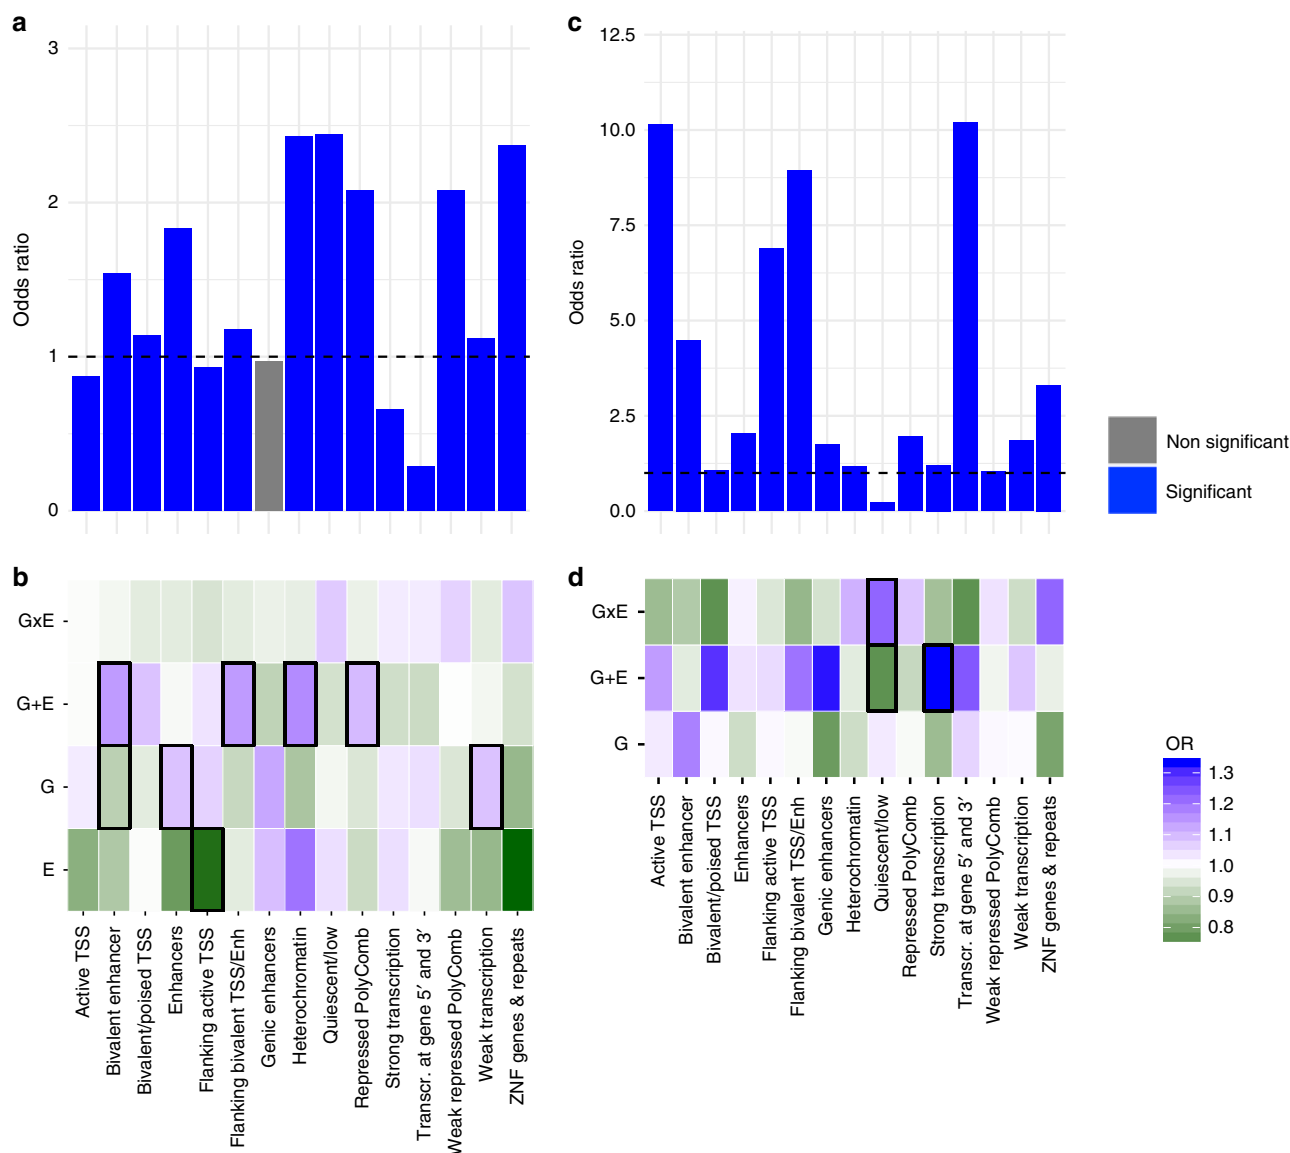 a
3
2
1
0
Odds ratio
c
12.5
10.0
7.5
5.0
2.5
0.0
Odds ratio
Non significant
Significant
b
GxE
G+E
G
E
Active TSS
Bivalent enhancer
Bivalent/poised TSS
Enhancers
Flanking active TSS
Flanking bivalent TSS/Enh
Genic enhancers
Heterochromatin
Quiescent/low
Repressed PolyComb
Strong transcription
Transcr. at gene 5′ and 3′
Weak repressed PolyComb
Weak transcription
ZNF genes & repeats
d
GxE
G+E
G
Active TSS
Bivalent enhancer
Bivalent/poised TSS
Enhancers
Flanking active TSS
Flanking bivalent TSS/Enh
Genic enhancers
Heterochromatin
Quiescent/low
Repressed PolyComb
Strong transcription
Transcr. at gene 5′ and 3′
Weak repressed PolyComb
Weak transcription
ZNF genes & repeats
OR
1.3
1.2
1.1
1.0
0.9
0.8